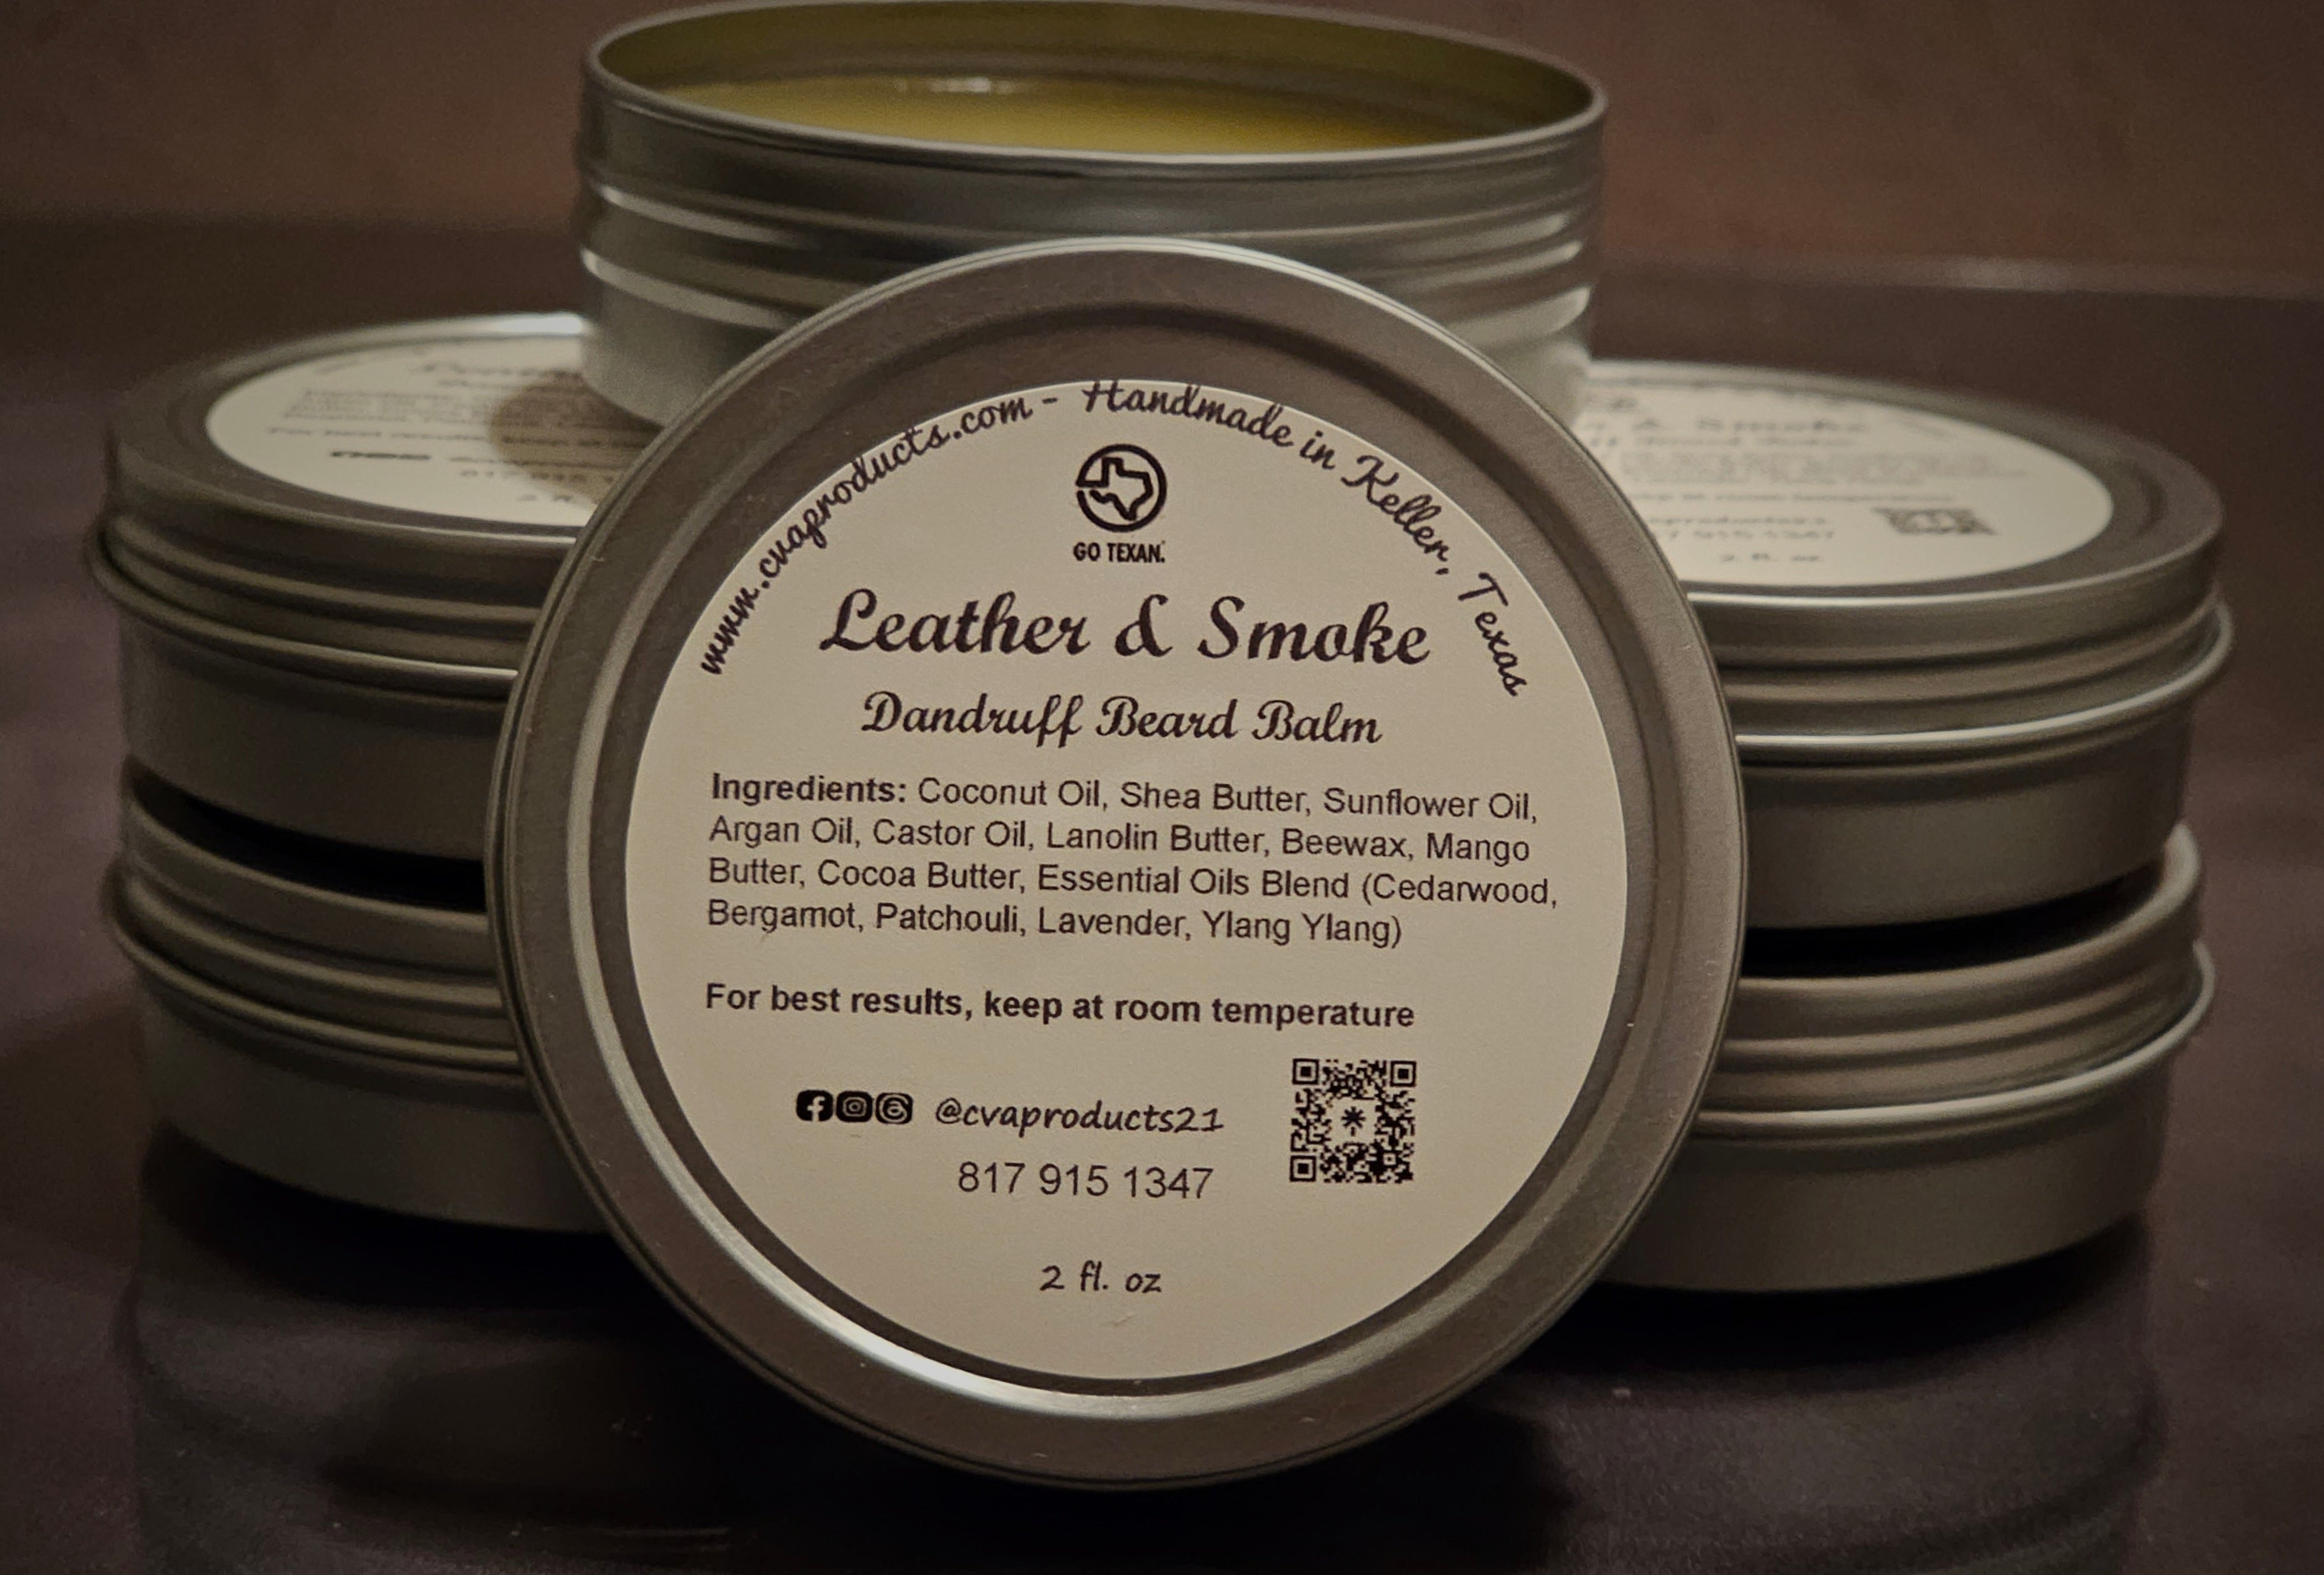 www.cvaproducts.com - Handmade in Keller, Texas
GO TEXAN.
Leather & Smoke
Dandruff Beard Balm
Ingredients: Coconut Oil, Shea Butter, Sunflower Oil,
Argan Oil, Castor Oil, Lanolin Butter, Beewax, Mango
Butter, Cocoa Butter, Essential Oils Blend (Cedarwood,
Bergamot, Patchouli, Lavender, Ylang Ylang)
For best results, keep at room temperature
@cvaproducts21
817 915 1347
2 fl. oz